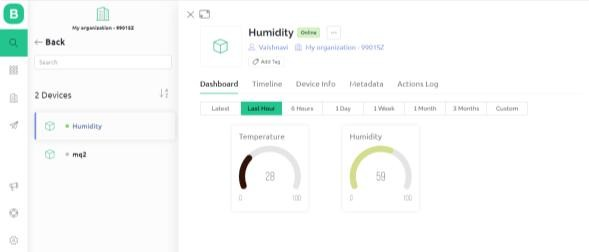 B
My organization - 9901SZ
Back
Search
2 Devices
Humidity
mq2
Humidity
Online
Vaishnavi
My organization - 9901SZ
Add Tag
Dashboard Timeline Device Info Metadata Actions Log
Latest Last Hour 6 Hours 1 Day 1 Week 1 Month 3 Months Custom
Temperature
28
0 100
Humidity
59
0 100